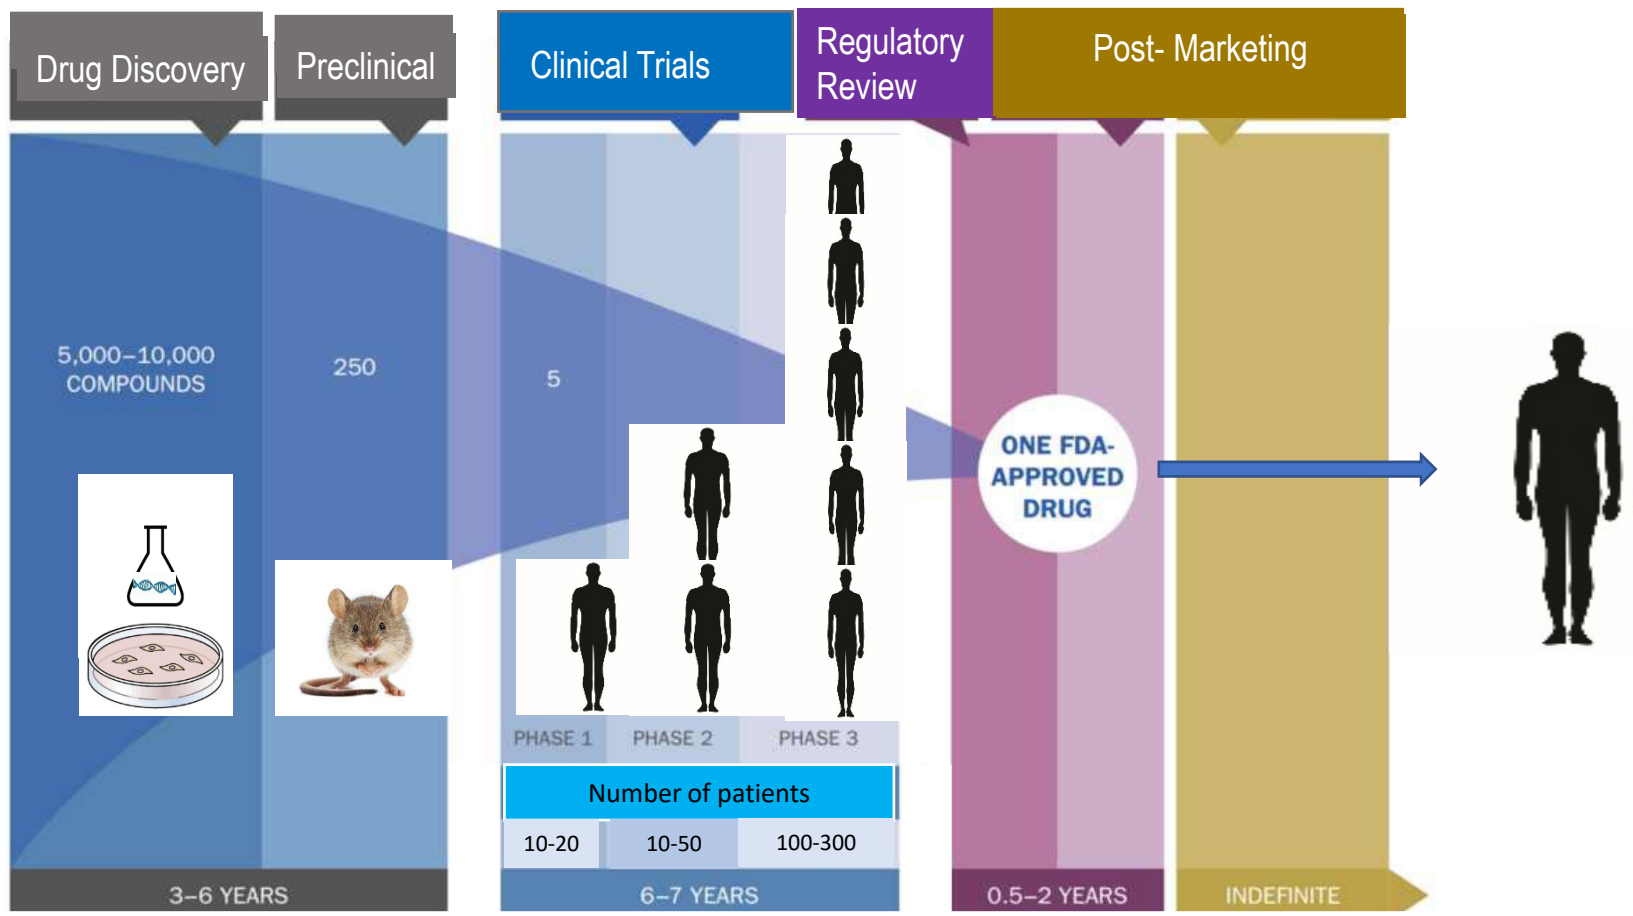 Drug Discovery
Preclinical
Clinical Trials
Regulatory
Review
Post- Marketing
5,000–10,000
COMPOUNDS
250
5
ONE FDA-
APPROVED
DRUG
PHASE 1
PHASE 2
PHASE 3
Number of patients
10-20
10-50
100-300
3–6 YEARS
6–7 YEARS
0.5–2 YEARS
INDEFINITE